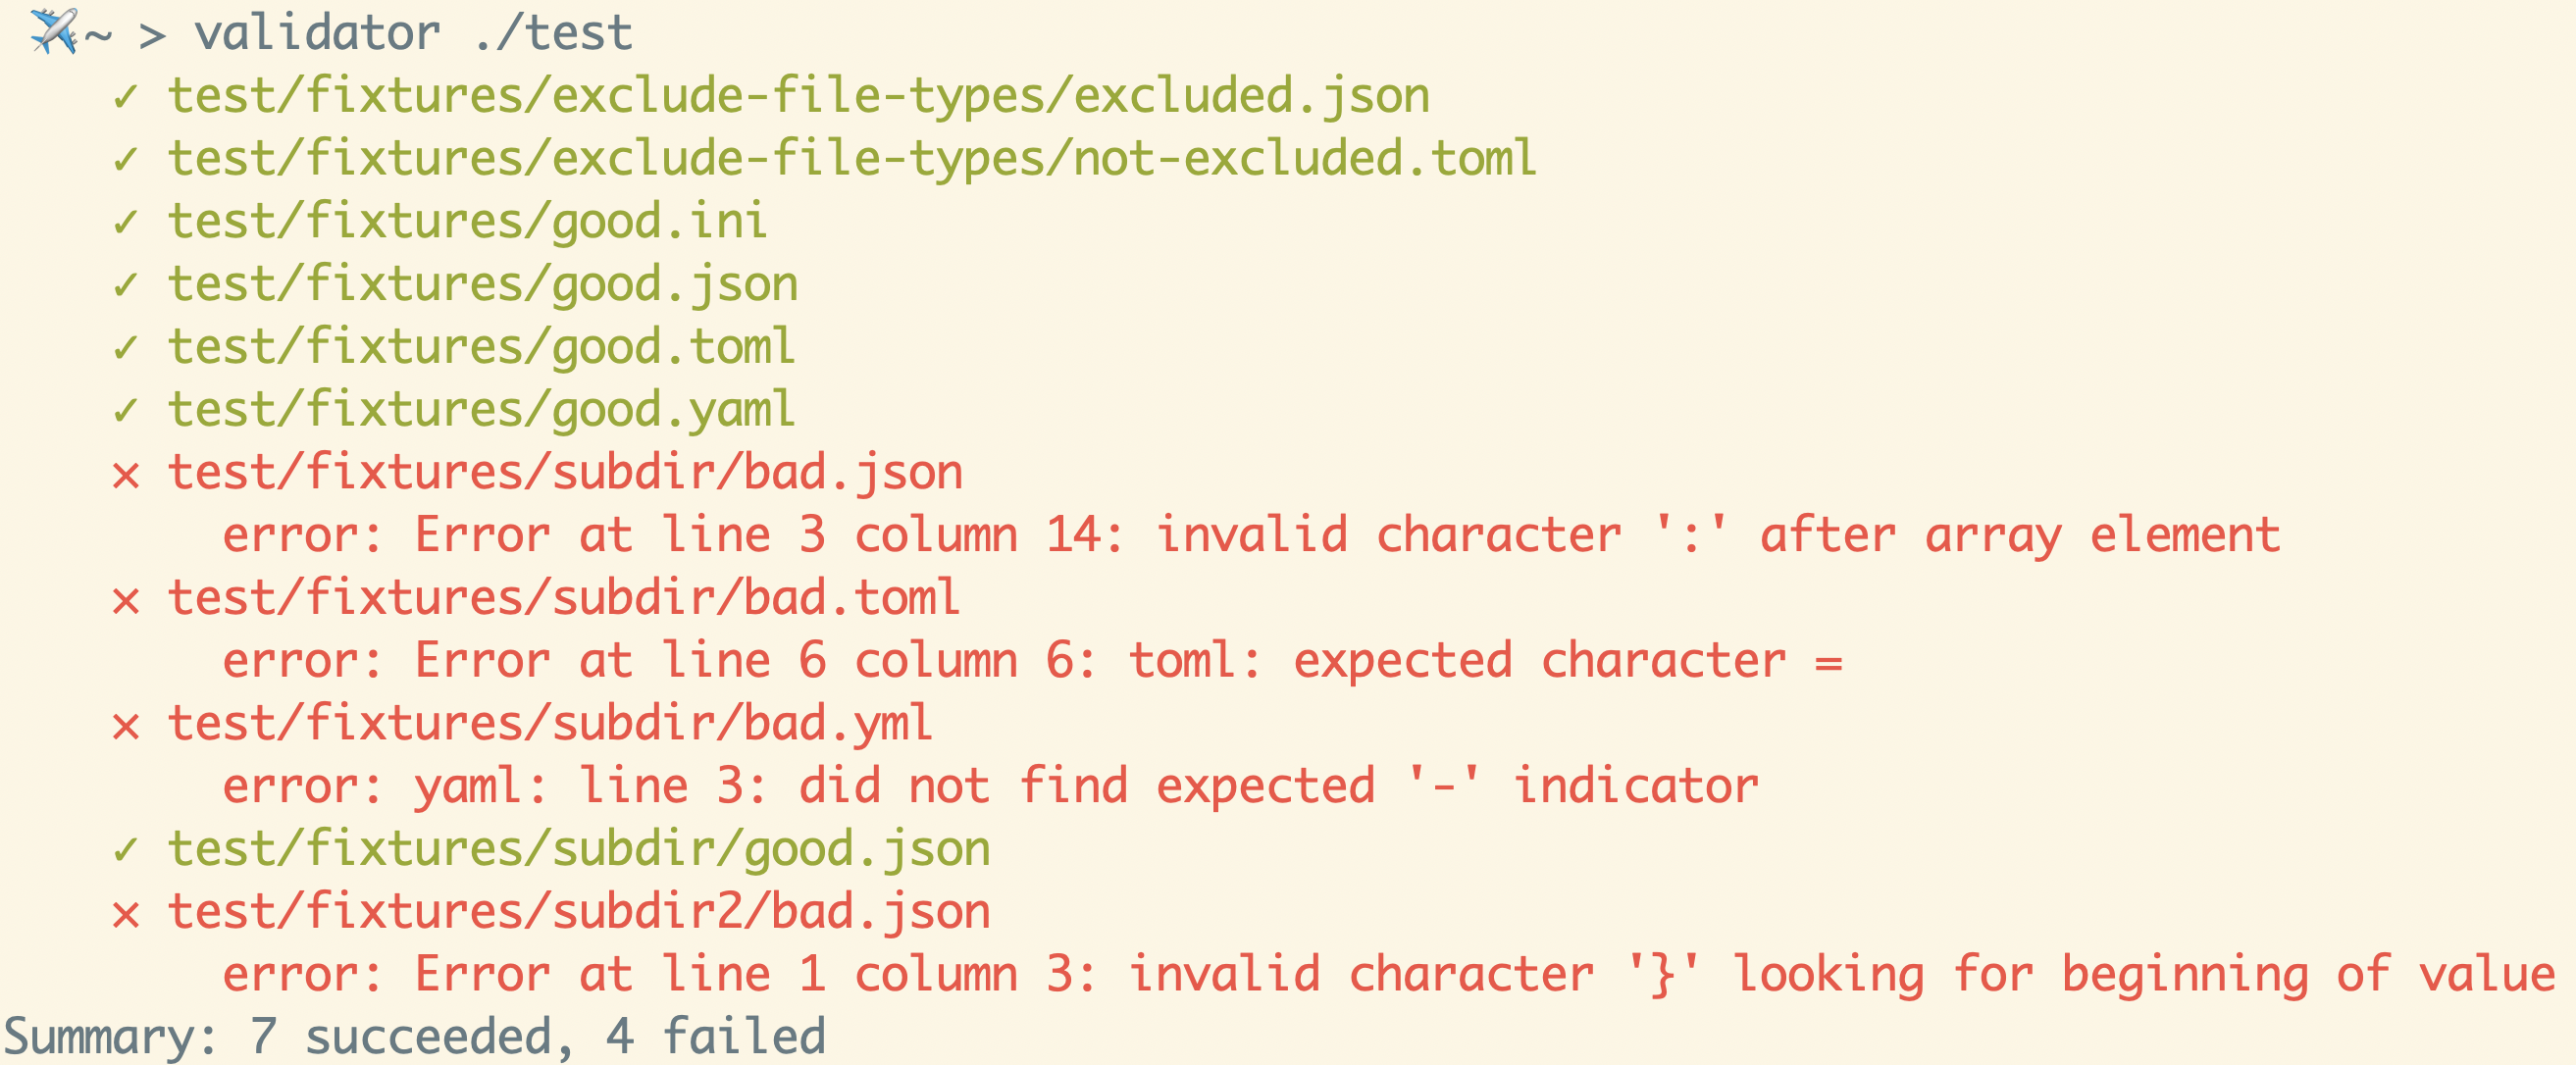 ~ > validator ./test
✓ test/fixtures/exclude-file-types/excluded.json
✓ test/fixtures/exclude-file-types/not-excluded.toml
✓ test/fixtures/good.ini
✓ test/fixtures/good.json
✓ test/fixtures/good.toml
✓ test/fixtures/good.yaml
× test/fixtures/subdir/bad.json
error: Error at line 3 column 14: invalid character ':' after array element
× test/fixtures/subdir/bad.toml
error: Error at line 6 column 6: toml: expected character =
× test/fixtures/subdir/bad.yml
error: yaml: line 3: did not find expected '-' indicator
✓ test/fixtures/subdir/good.json
× test/fixtures/subdir2/bad.json
error: Error at line 1 column 3: invalid character '}' looking for beginning of value
Summary: 7 succeeded, 4 failed